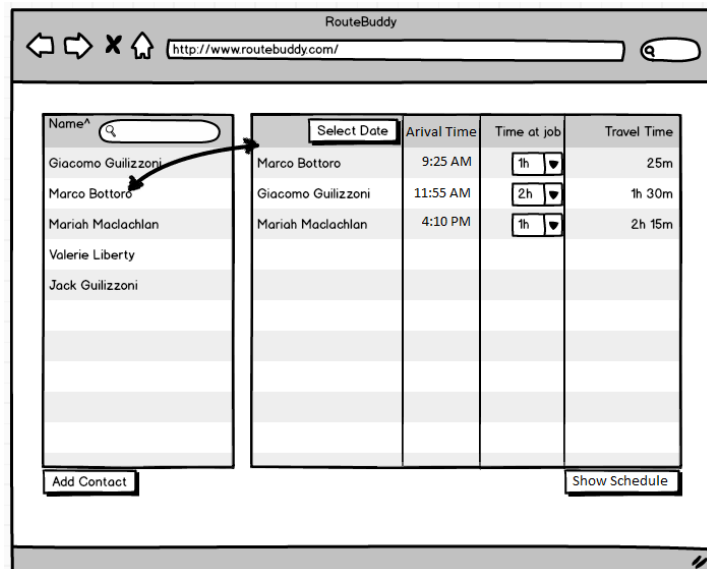 RouteBuddy
http://www.routebuddy.com/
Name^
Select Date
Arival Time
Time at job
Travel Time
Giacomo Guilizzoni
Marco Bottoro
Mariah Maclachlan
Valerie Liberty
Jack Guilizzoni
Marco Bottoro 9:25 AM 1h 25m
Giacomo Guilizzoni 11:55 AM 2h 1h 30m
Mariah Maclachlan 4:10 PM 1h 2h 15m
Add Contact
Show Schedule